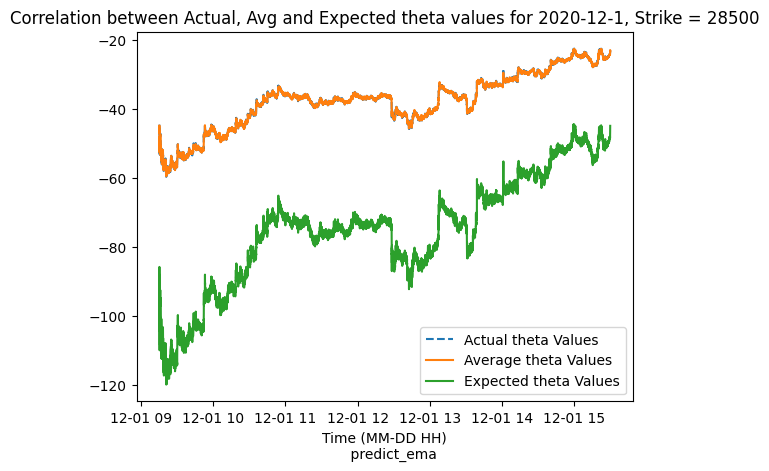 Correlation between Actual, Avg and Expected theta values for 2020-12-1, Strike = 28500
−20
−40
−60
−80
−100
−120
Actual theta Values
Average theta Values
Expected theta Values
12-01 09 12-01 10 12-01 11 12-01 12 12-01 13 12-01 14 12-01 15
Time (MM-DD HH)
predict_ema